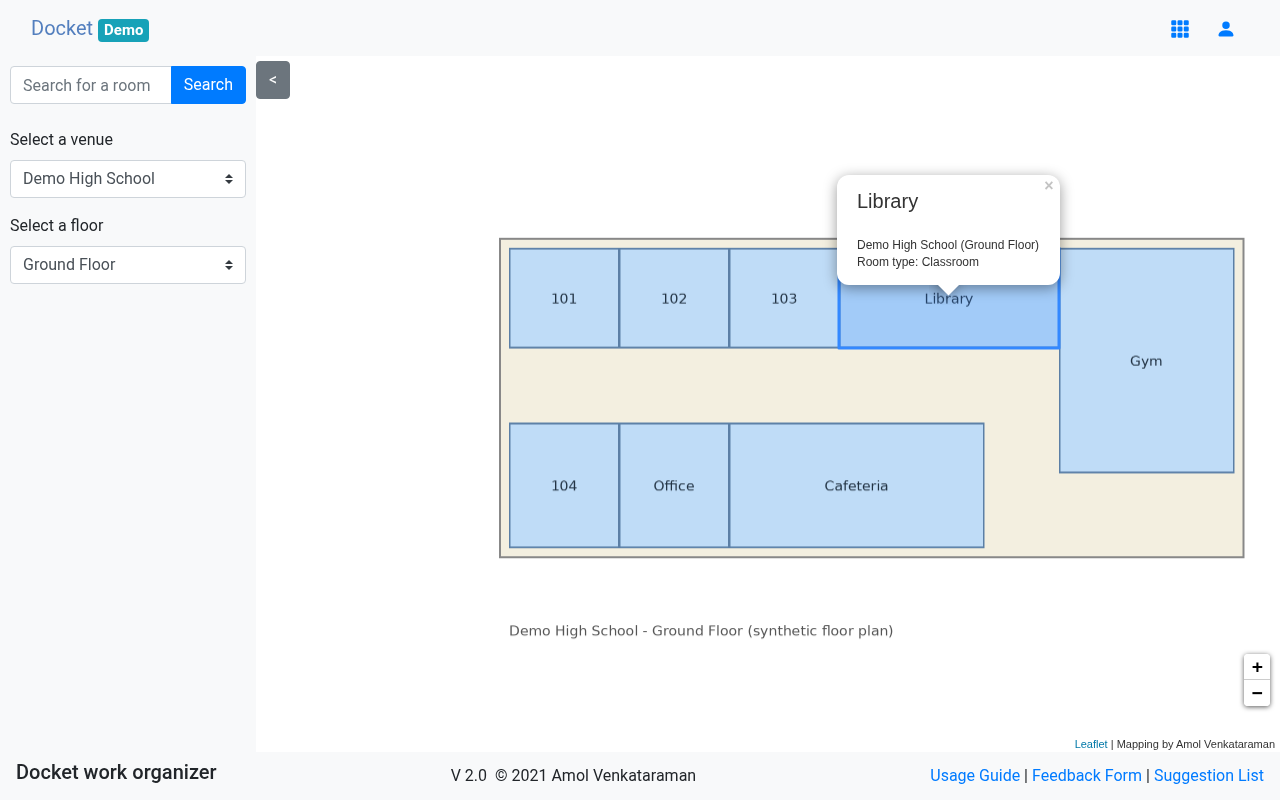 Docket Demo
Search for a room Search
<
Select a venue
Demo High School
Select a floor
Ground Floor
×
Library
Demo High School (Ground Floor)
Room type: Classroom
101 102 103 Library
Gym
104 Office Cafeteria
Demo High School - Ground Floor (synthetic floor plan)
+
−
Leaflet | Mapping by Amol Venkataraman
Docket work organizer V 2.0 © 2021 Amol Venkataraman Usage Guide | Feedback Form | Suggestion List